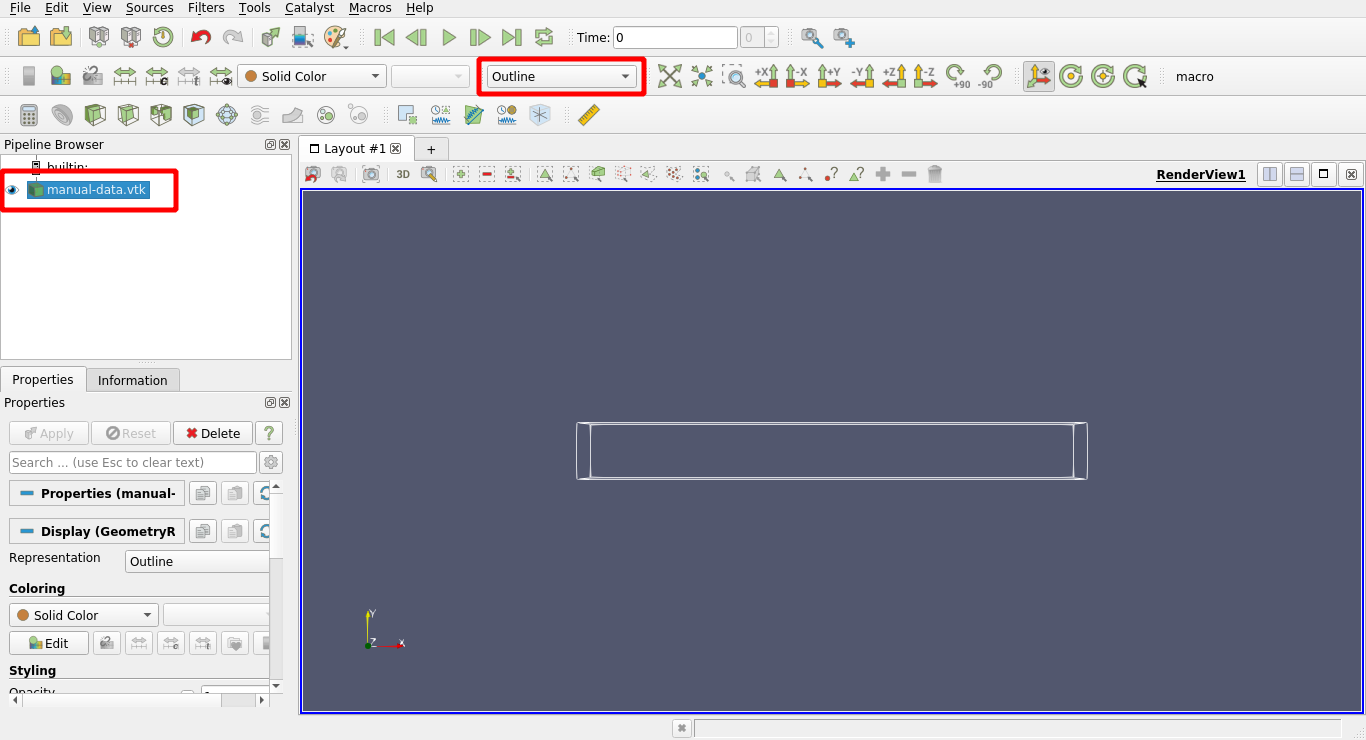 File Edit View Sources Filters Tools Catalyst Macros Help
Time: 0 0
Solid Color Outline +X -X +Y -Y +Z -Z +90 -90 macro
Pipeline Browser
builtin:
manual-data.vtk
Layout #1 +
3D RenderView1
Properties Information
Properties
Apply Reset Delete ?
Search ... (use Esc to clear text)
Properties (manual-
Display (GeometryR
Representation Outline
Coloring
Solid Color
Edit
Styling
Opacity
Y
Z X